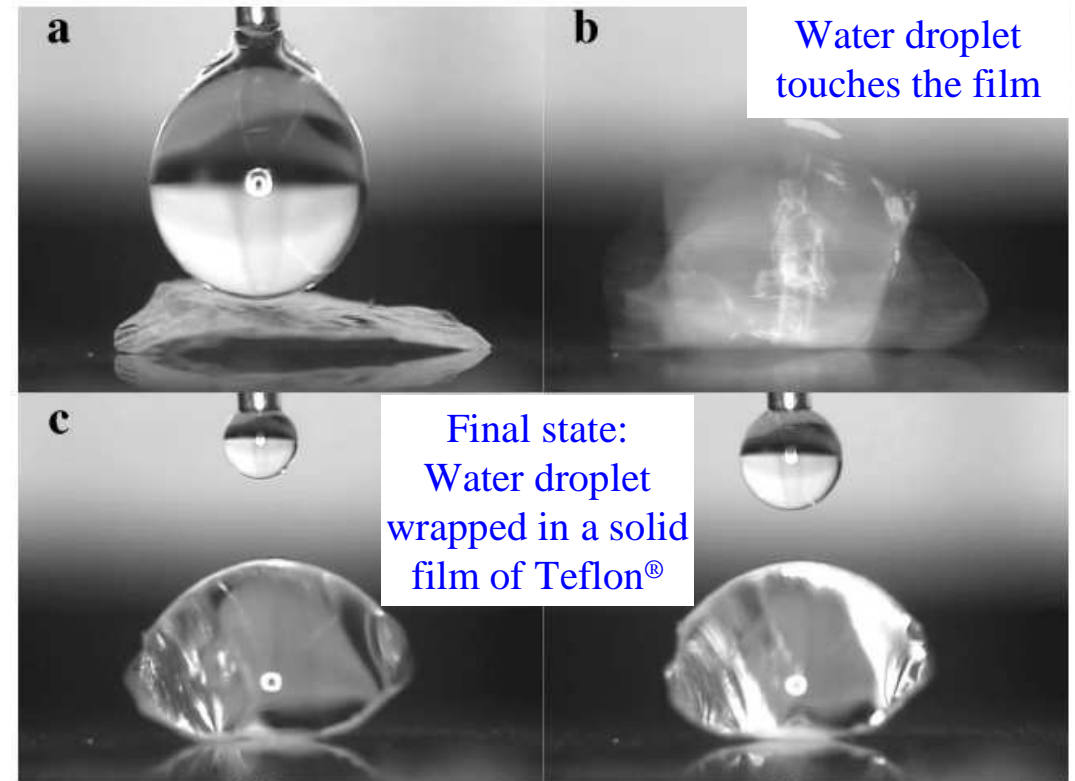 a
b
Water droplet
touches the film
c
Final state:
Water droplet
wrapped in a solid
film of Teflon®